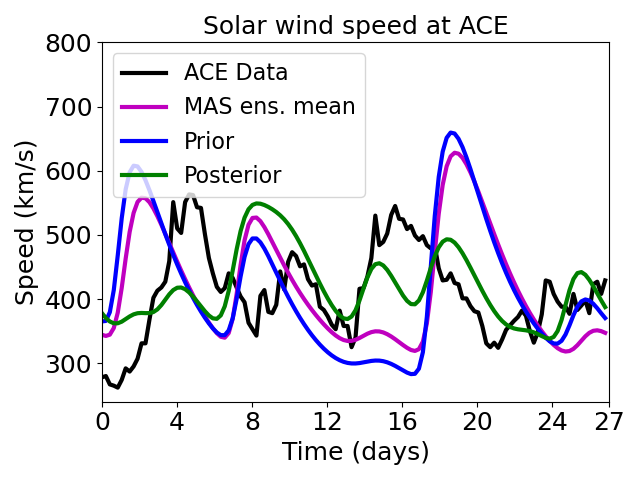 Solar wind speed at ACE
Speed (km/s)
800
700
600
500
400
300
ACE Data
MAS ens. mean
Prior
Posterior
0 4 8 12 16 20 24 27
Time (days)